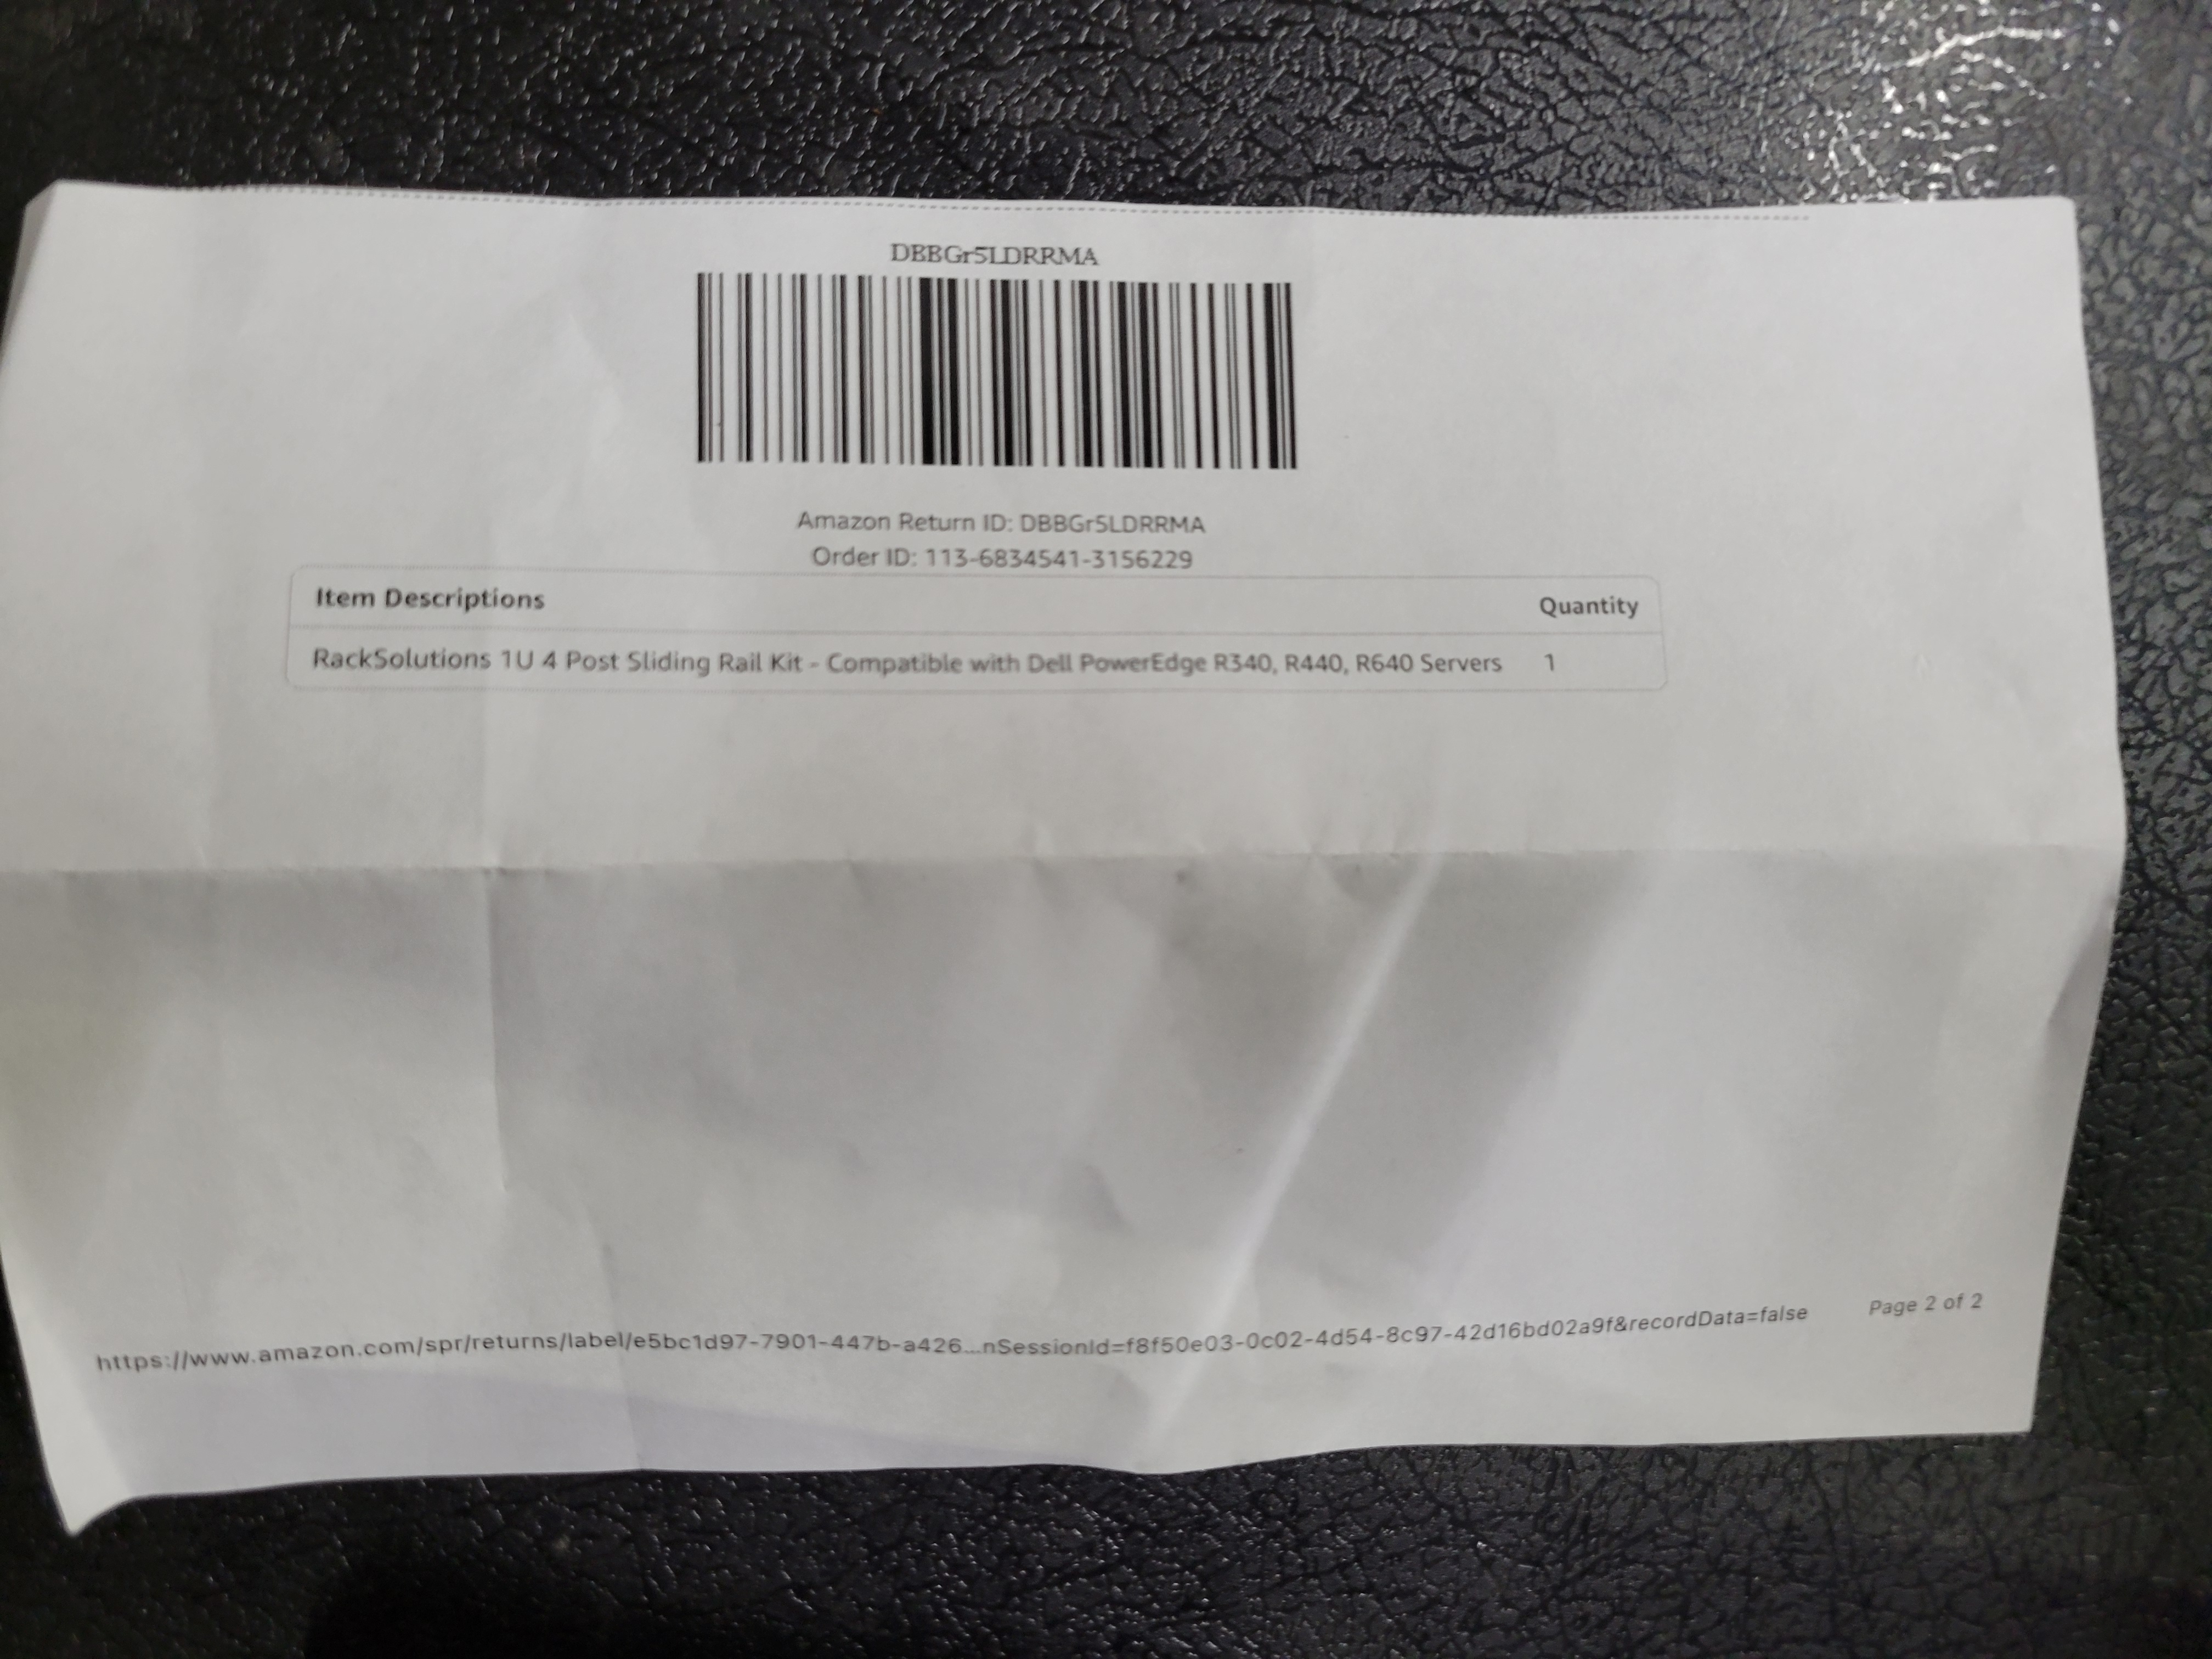 DBBGr5LDRRMA
Amazon Return ID: DBBGr5LDRRMA
Order ID: 113-6834541-3156229
Item Descriptions Quantity
RackSolutions 1U 4 Post Sliding Rail Kit - Compatible with Dell PowerEdge R340, R440, R640 Servers 1
https://www.amazon.com/spr/returns/label/e5bc1d97-7901-447b-a426...nSessionId=f8f50e03-0c02-4d54-8c97-42d16bd02a9f&recordData=false Page 2 of 2